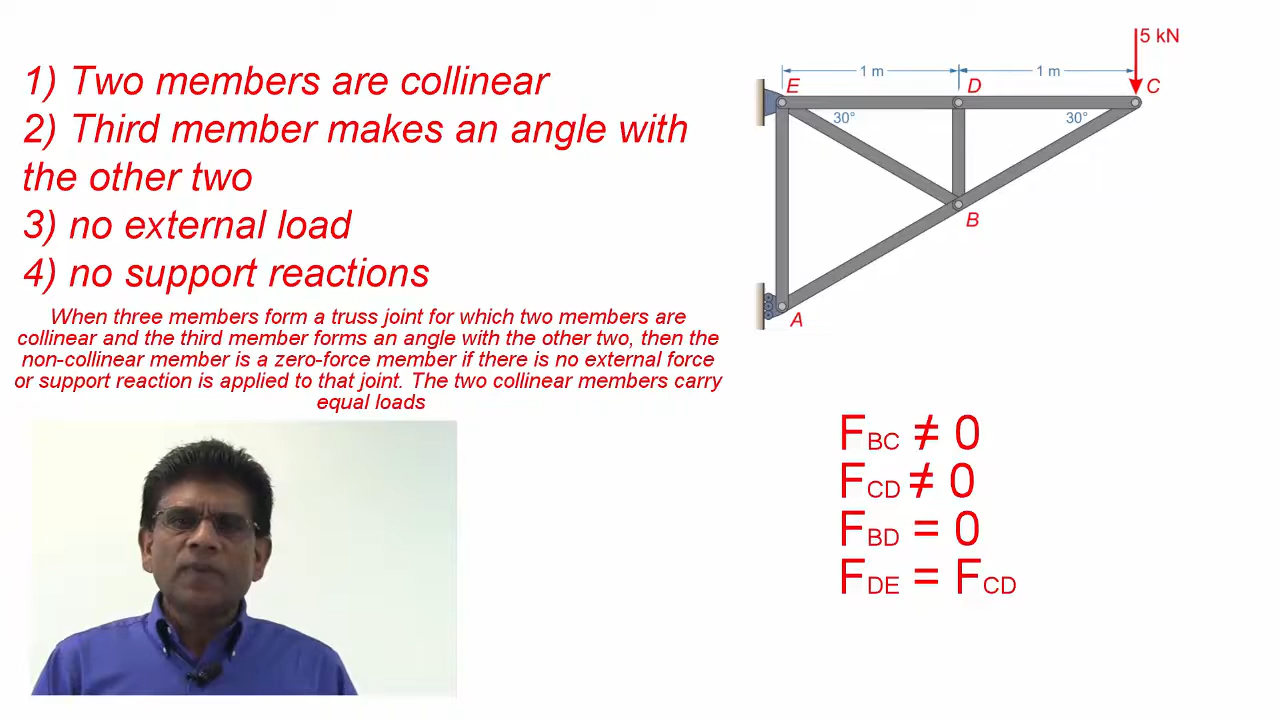 1) Two members are collinear
2) Third member makes an angle with
the other two
3) no external load
4) no support reactions
When three members form a truss joint for which two members are
collinear and the third member forms an angle with the other two, then the
non-collinear member is a zero-force member if there is no external force
or support reaction is applied to that joint. The two collinear members carry
equal loads
5 kN
1 m
1 m
E
D
C
30°
30°
B
A
FBC ≠ 0
FCD ≠ 0
FBD = 0
FDE = FCD